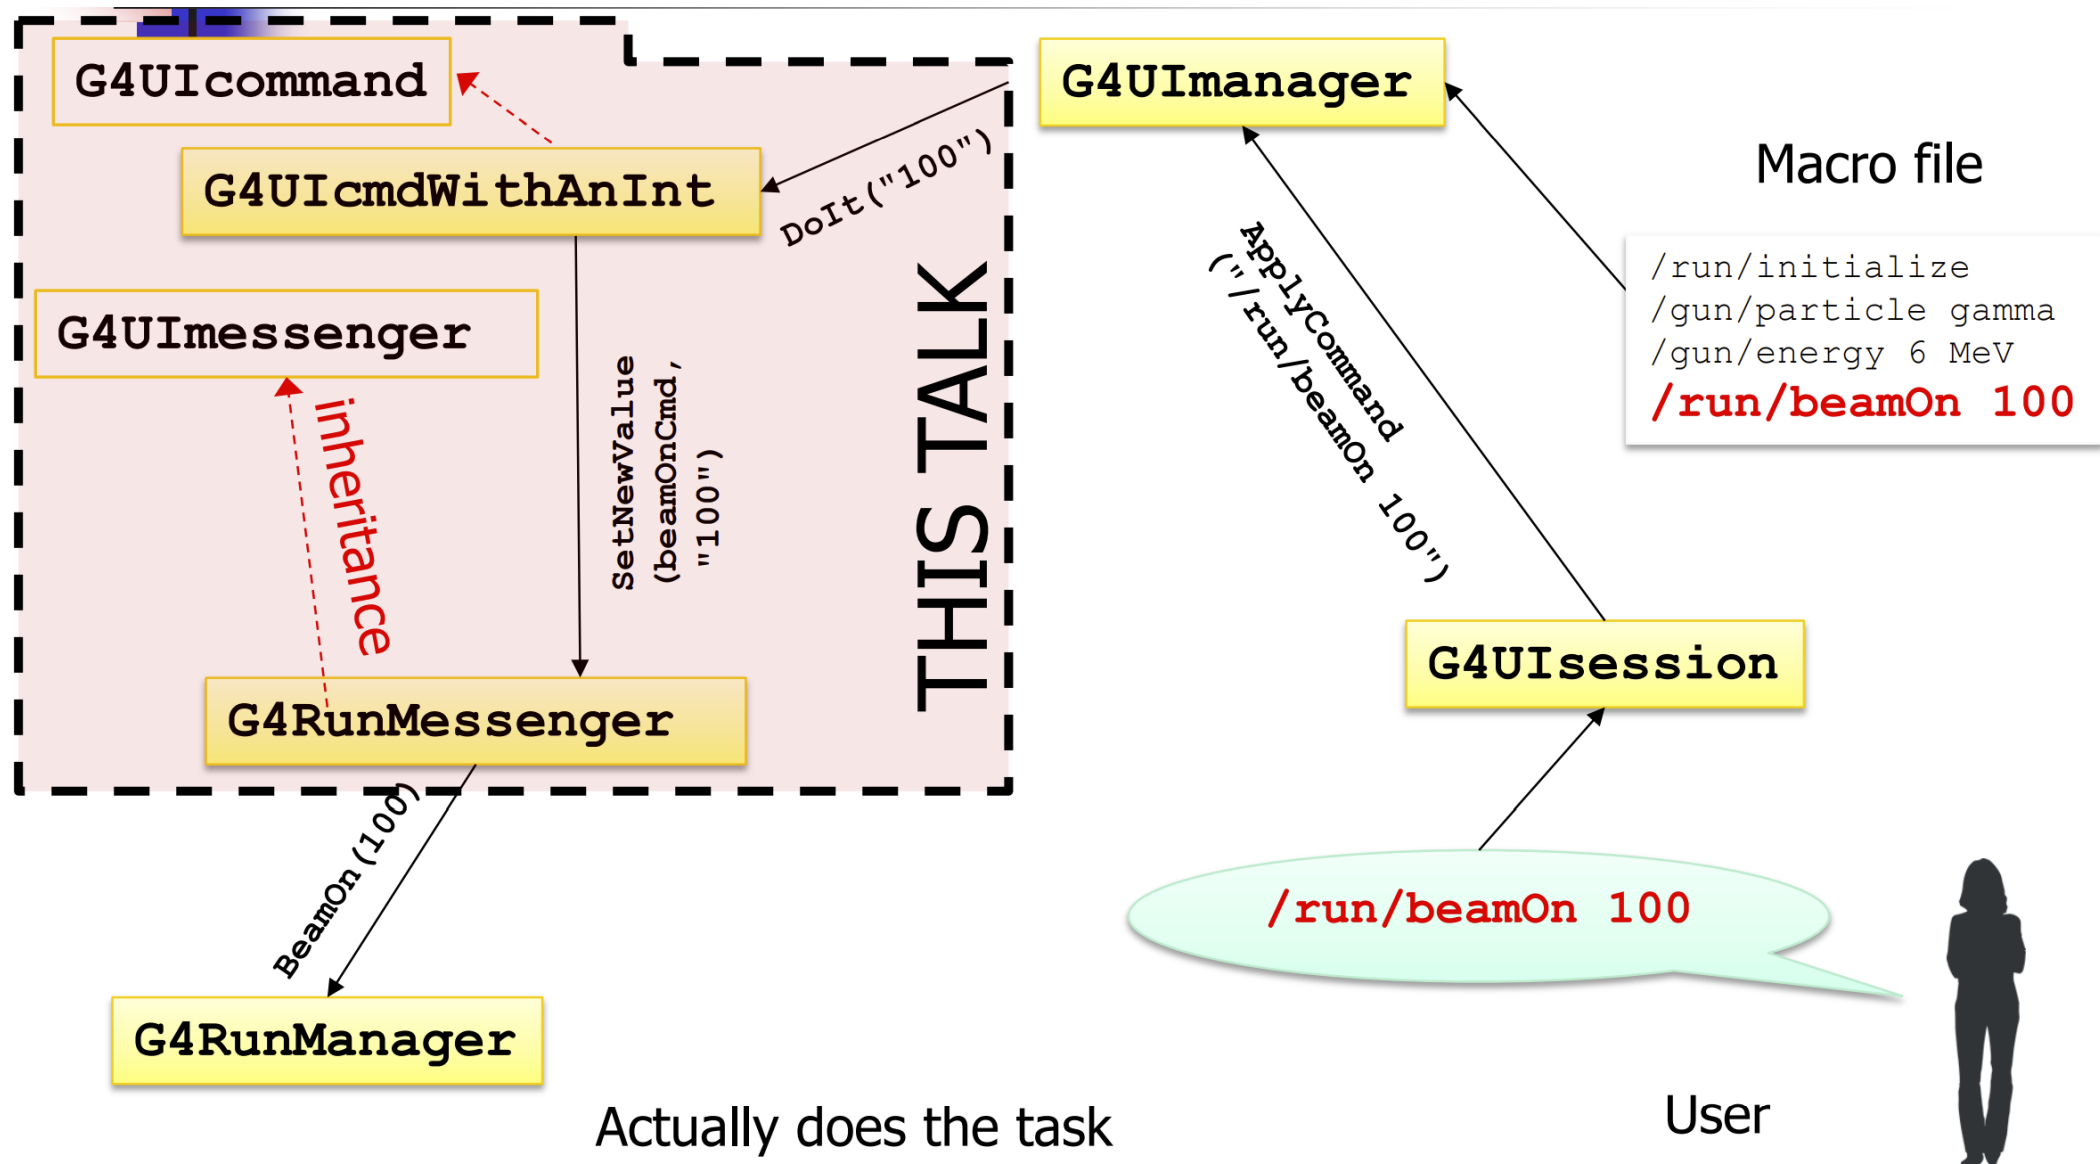 G4UIcommand
G4UIcmdWithAnInt
G4UImessenger
inheritance
SetNewValue
(beamOnCmd,
"100")
G4RunMessenger
THIS TALK
DoIt("100")
BeamOn(100)
G4RunManager
Actually does the task
G4UImanager
ApplyCommand
("/run/beamOn 100")
Macro file
/run/initialize
/gun/particle gamma
/gun/energy 6 MeV
/run/beamOn 100
G4UIsession
/run/beamOn 100
User